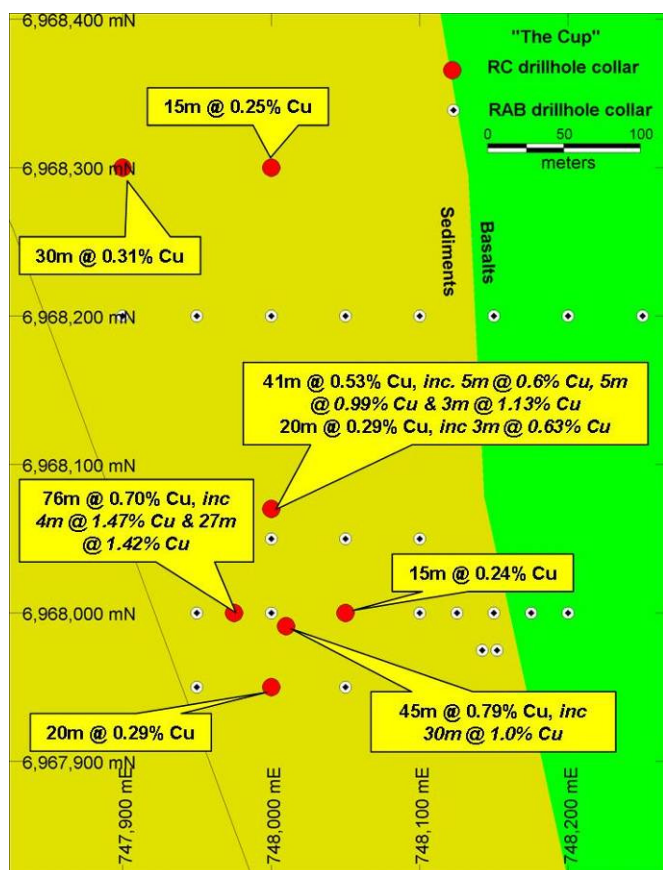 6,968,400 mN
"The Cup"
RC drillhole collar
15m @ 0.25% Cu
RAB drillhole collar
0 50 100
meters
6,968,300 mN
30m @ 0.31% Cu
Sediments
Basalts
6,968,200 mN
41m @ 0.53% Cu, inc. 5m @ 0.6% Cu, 5m
@ 0.99% Cu & 3m @ 1.13% Cu
20m @ 0.29% Cu, inc 3m @ 0.63% Cu
6,968,100 mN
76m @ 0.70% Cu, inc
4m @ 1.47% Cu & 27m
@ 1.42% Cu
15m @ 0.24% Cu
6,968,000 mN
45m @ 0.79% Cu, inc
30m @ 1.0% Cu
20m @ 0.29% Cu
6,967,900 mN
747,900 mE
748,000 mE
748,100 mE
748,200 mE